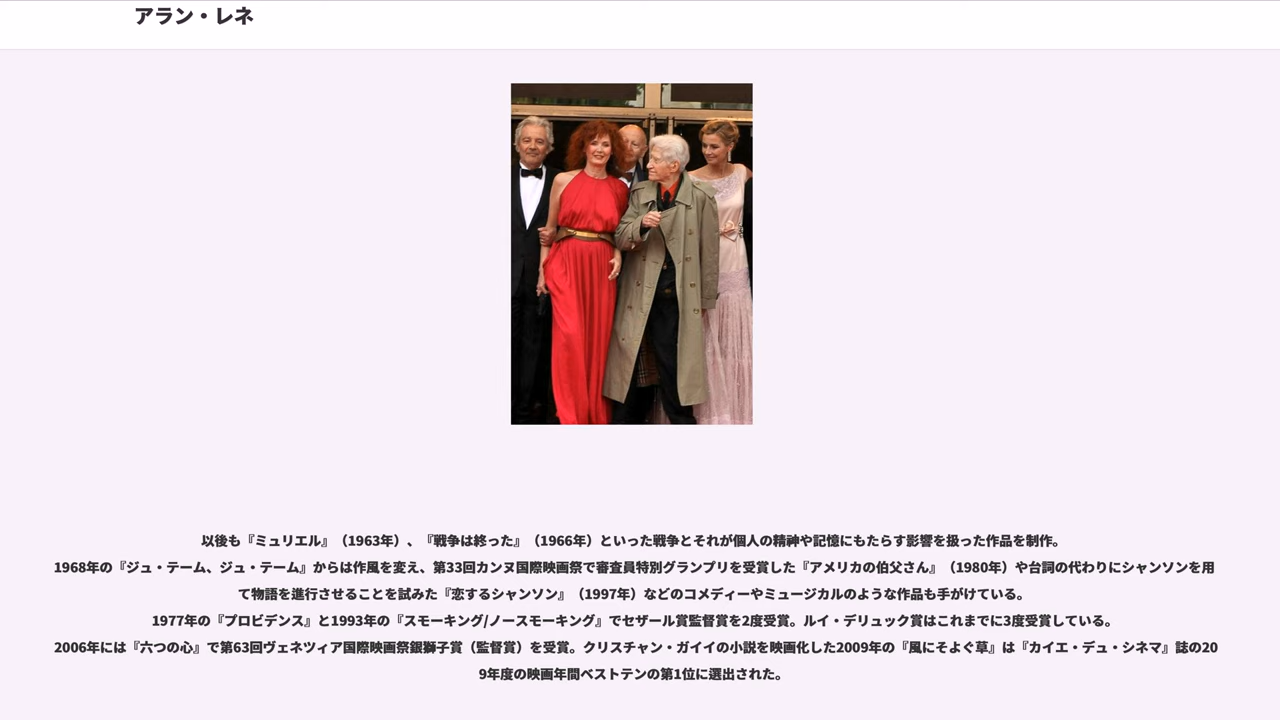 アラン・レネ
以後も『ミュリエル』（1963年）、『戦争は終った』（1966年）といった戦争とそれが個人の精神や記憶にもたらす影響を扱った作品を制作。
1968年の『ジュ・テーム、ジュ・テーム』からは作風を変え、第33回カンヌ国際映画祭で審査員特別グランプリを受賞した『アメリカの伯父さん』（1980年）や台詞の代わりにシャンソンを用
て物語を進行させることを試みた『恋するシャンソン』（1997年）などのコメディーやミュージカルのような作品も手がけている。
1977年の『プロビデンス』と1993年の『スモーキング/ノースモーキング』でセザール賞監督賞を2度受賞。ルイ・デリュック賞はこれまでに3度受賞している。
2006年には『六つの心』で第63回ヴェネツィア国際映画祭銀獅子賞（監督賞）を受賞。クリスチャン・ガイイの小説を映画化した2009年の『風にそよぐ草』は『カイエ・デュ・シネマ』誌の20
9年度の映画年間ベストテンの第1位に選出された。